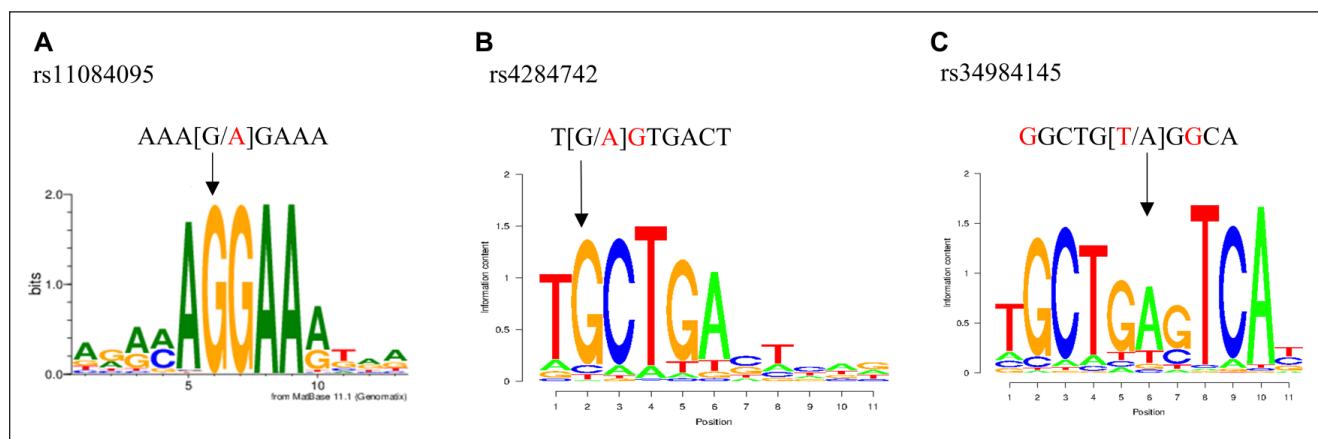 A
rs11084095
AAA[G/A]GAAA
2.0
1.0
0.0
bits
AGGAAA
5
10
from MatBase 11.1 (Genomatix)
B
rs4284742
T[G/A]GTGACT
2
1.5
1
0.5
0
Information content
TGCTGACT
1 2 3 4 5 6 7 8 9 10 11
Position
C
rs34984145
GGCTG[T/A]GGCA
2
1.5
1
0.5
0
Information content
TGCTGAGTCA
1 2 3 4 5 6 7 8 9 10 11
Position